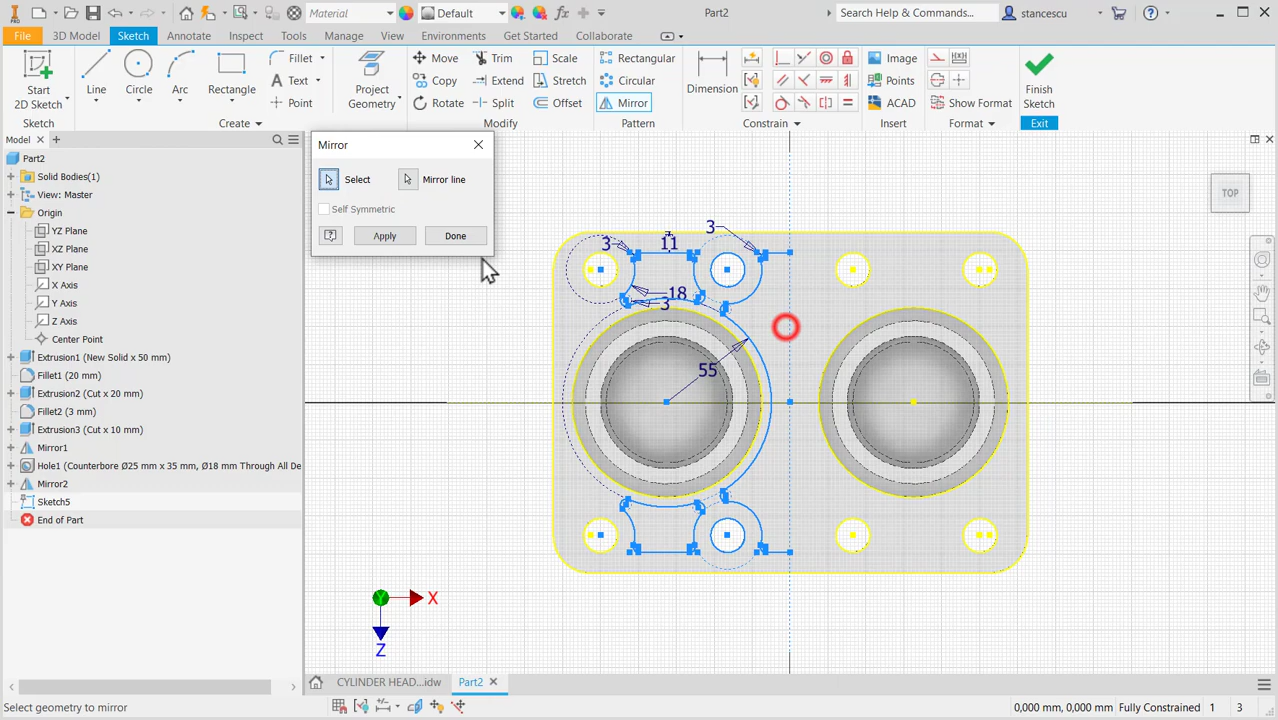 Material
Default
Part2
Search Help & Commands...
stancescu
PRO
File
3D Model
Sketch
Annotate
Inspect
Tools
Manage
View
Environments
Get Started
Collaborate
Start
2D Sketch
Line
Circle
Arc
Rectangle
Fillet
Text
Point
Project
Geometry
Move
Copy
Rotate
Trim
Extend
Split
Scale
Stretch
Offset
Rectangular
Circular
Mirror
Dimension
Image
Points
ACAD
Show Format
Finish
Sketch
Sketch
Create
Modify
Pattern
Constrain
Insert
Format
Exit
Model
Part2
Solid Bodies(1)
View: Master
Origin
YZ Plane
XZ Plane
XY Plane
X Axis
Y Axis
Z Axis
Center Point
Extrusion1 (New Solid x 50 mm)
Fillet1 (20 mm)
Extrusion2 (Cut x 20 mm)
Fillet2 (3 mm)
Extrusion3 (Cut x 10 mm)
Mirror1
Hole1 (Counterbore Ø25 mm x 35 mm, Ø18 mm Through All De
Mirror2
Sketch5
End of Part
Mirror
Select
Mirror line
Self Symmetric
Apply
Done
TOP
3
11
3
18
3
55
X
Y
Z
CYLINDER HEAD...idw
Part2
Select geometry to mirror
0,000 mm, 0,000 mm
Fully Constrained
1
3